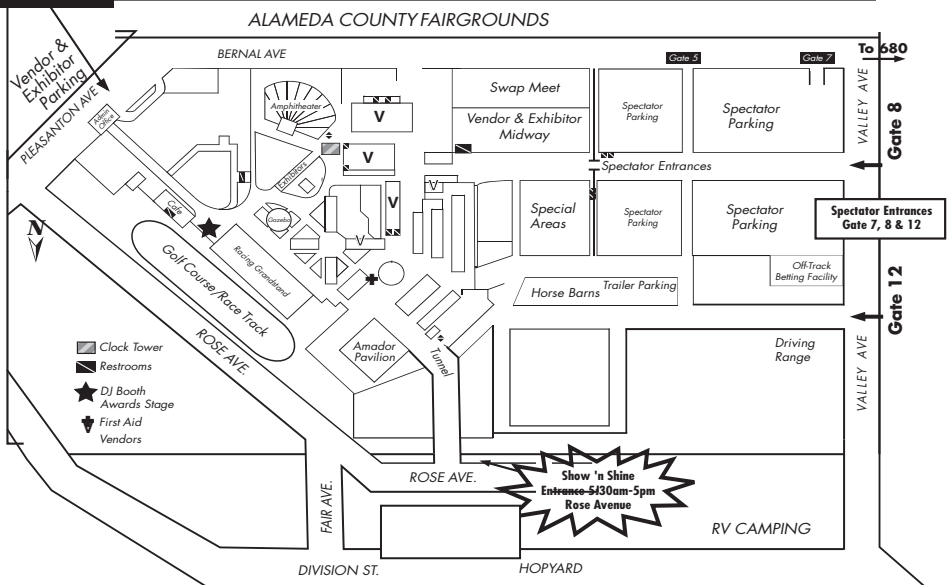 ALAMEDA COUNTY FAIRGROUNDS
BERNAL AVE
Gate 5
Gate 7
To 680
Vendor &
Exhibitor
Parking
PLEASANTON AVE
Admin
Office
Amphitheater
V
Swap Meet
Vendor & Exhibitor
Midway
Spectator
Parking
Spectator
Parking
VALLEY AVE
Gate 8
V
Exhibitors
V
Spectator Entrances
Cafe
Gazebo
V
V
Special
Areas
Spectator
Parking
Spectator
Parking
Spectator Entrances
Gate 7, 8 & 12
N
Golf Course/Race Track
Racing Grandstand
Off-Track
Betting Facility
Horse Barns
Trailer Parking
Gate 12
ROSE AVE.
Amador
Pavilion
Tunnel
Driving
Range
VALLEY AVE
Clock Tower
Restrooms
DJ Booth
Awards Stage
First Aid
Vendors
ROSE AVE.
Show 'n Shine
Entrance 5/30am-5pm
Rose Avenue
FAIR AVE.
RV CAMPING
DIVISION ST.
HOPYARD